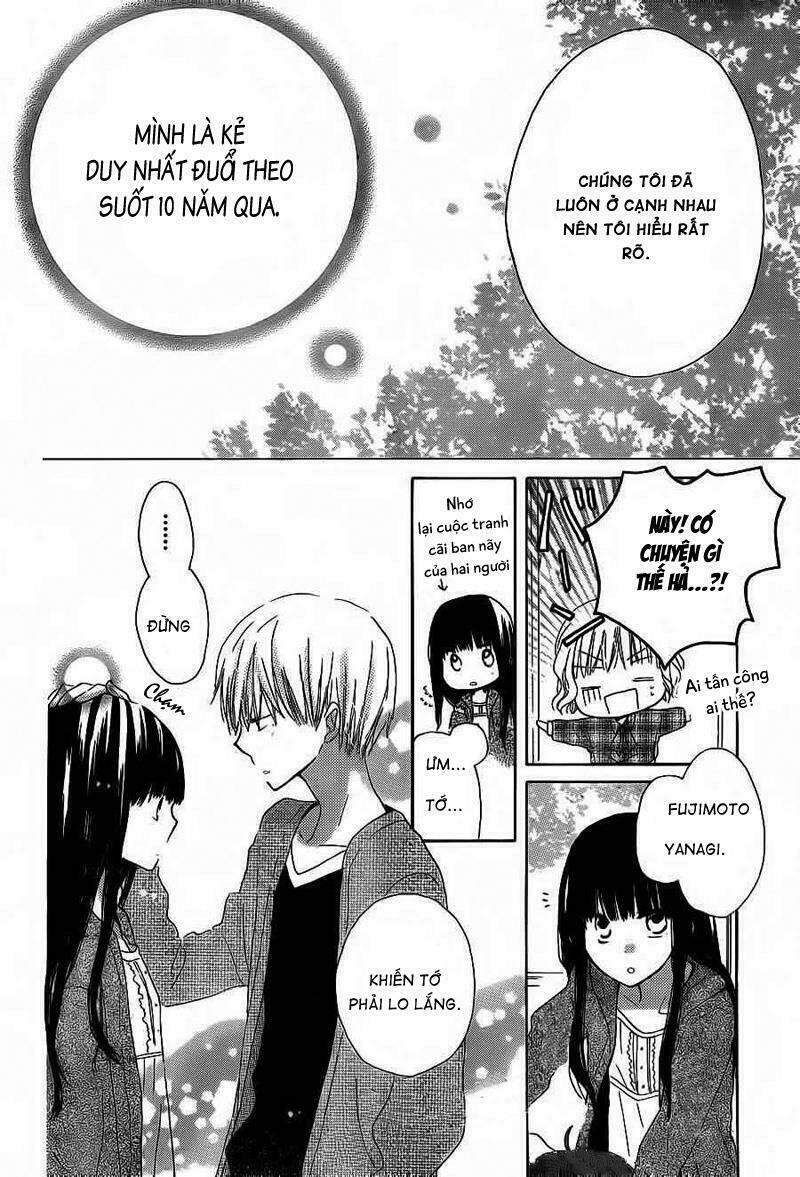 CHÚNG TÔI ĐÃ
LUÔN Ở CẠNH NHAU
NÊN TÔI HIỂU RẤT
RÕ.
MÌNH LÀ KẺ
DUY NHẤT ĐUỔI THEO
SUỐT 10 NĂM QUA.
NÀY! CÓ
CHUYỆN GÌ
THẾ HẢ...?!
Ai tấn công
ai thế?
Nhớ
lại cuộc tranh
cãi ban nãy
của hai người
ƯM...
TỚ...
FUJIMOTO
YANAGI.
......
ĐỪNG
Chạm
KHIẾN TỚ
PHẢI LO LẮNG.